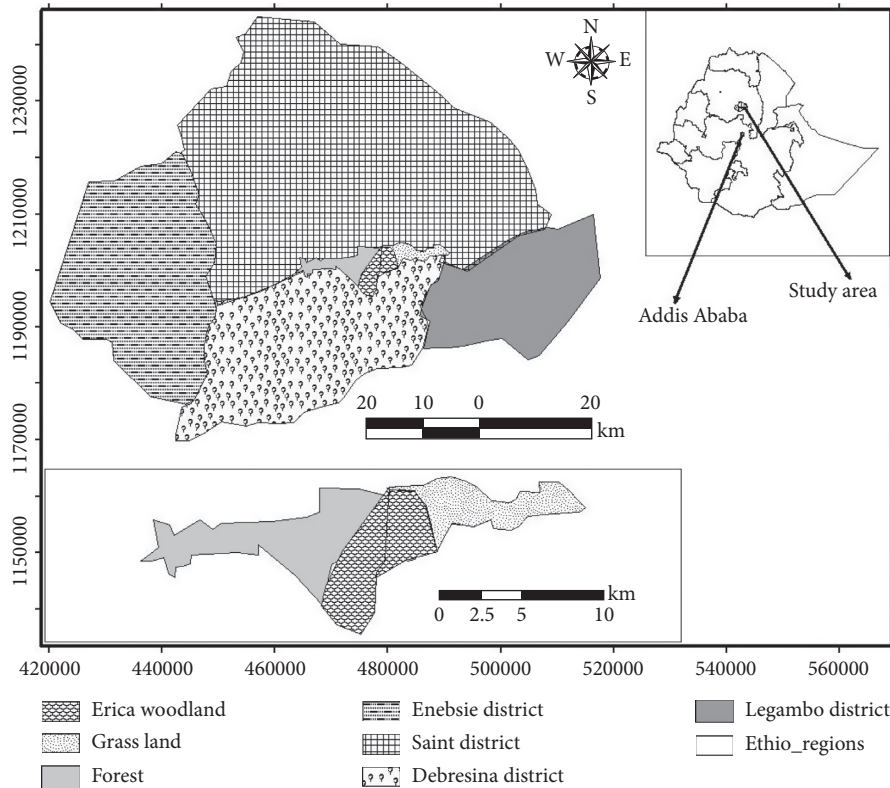 N
W E
S
1230000
1210000
1190000
1170000
1150000
Addis Ababa
Study area
20 10 0 20
km
km
0 2.5 5 10
420000 440000 460000 480000 500000 520000 540000 560000
Erica woodland
Grass land
Forest
Enebsie district
Saint district
Debresina district
Legambo district
Ethio_regions